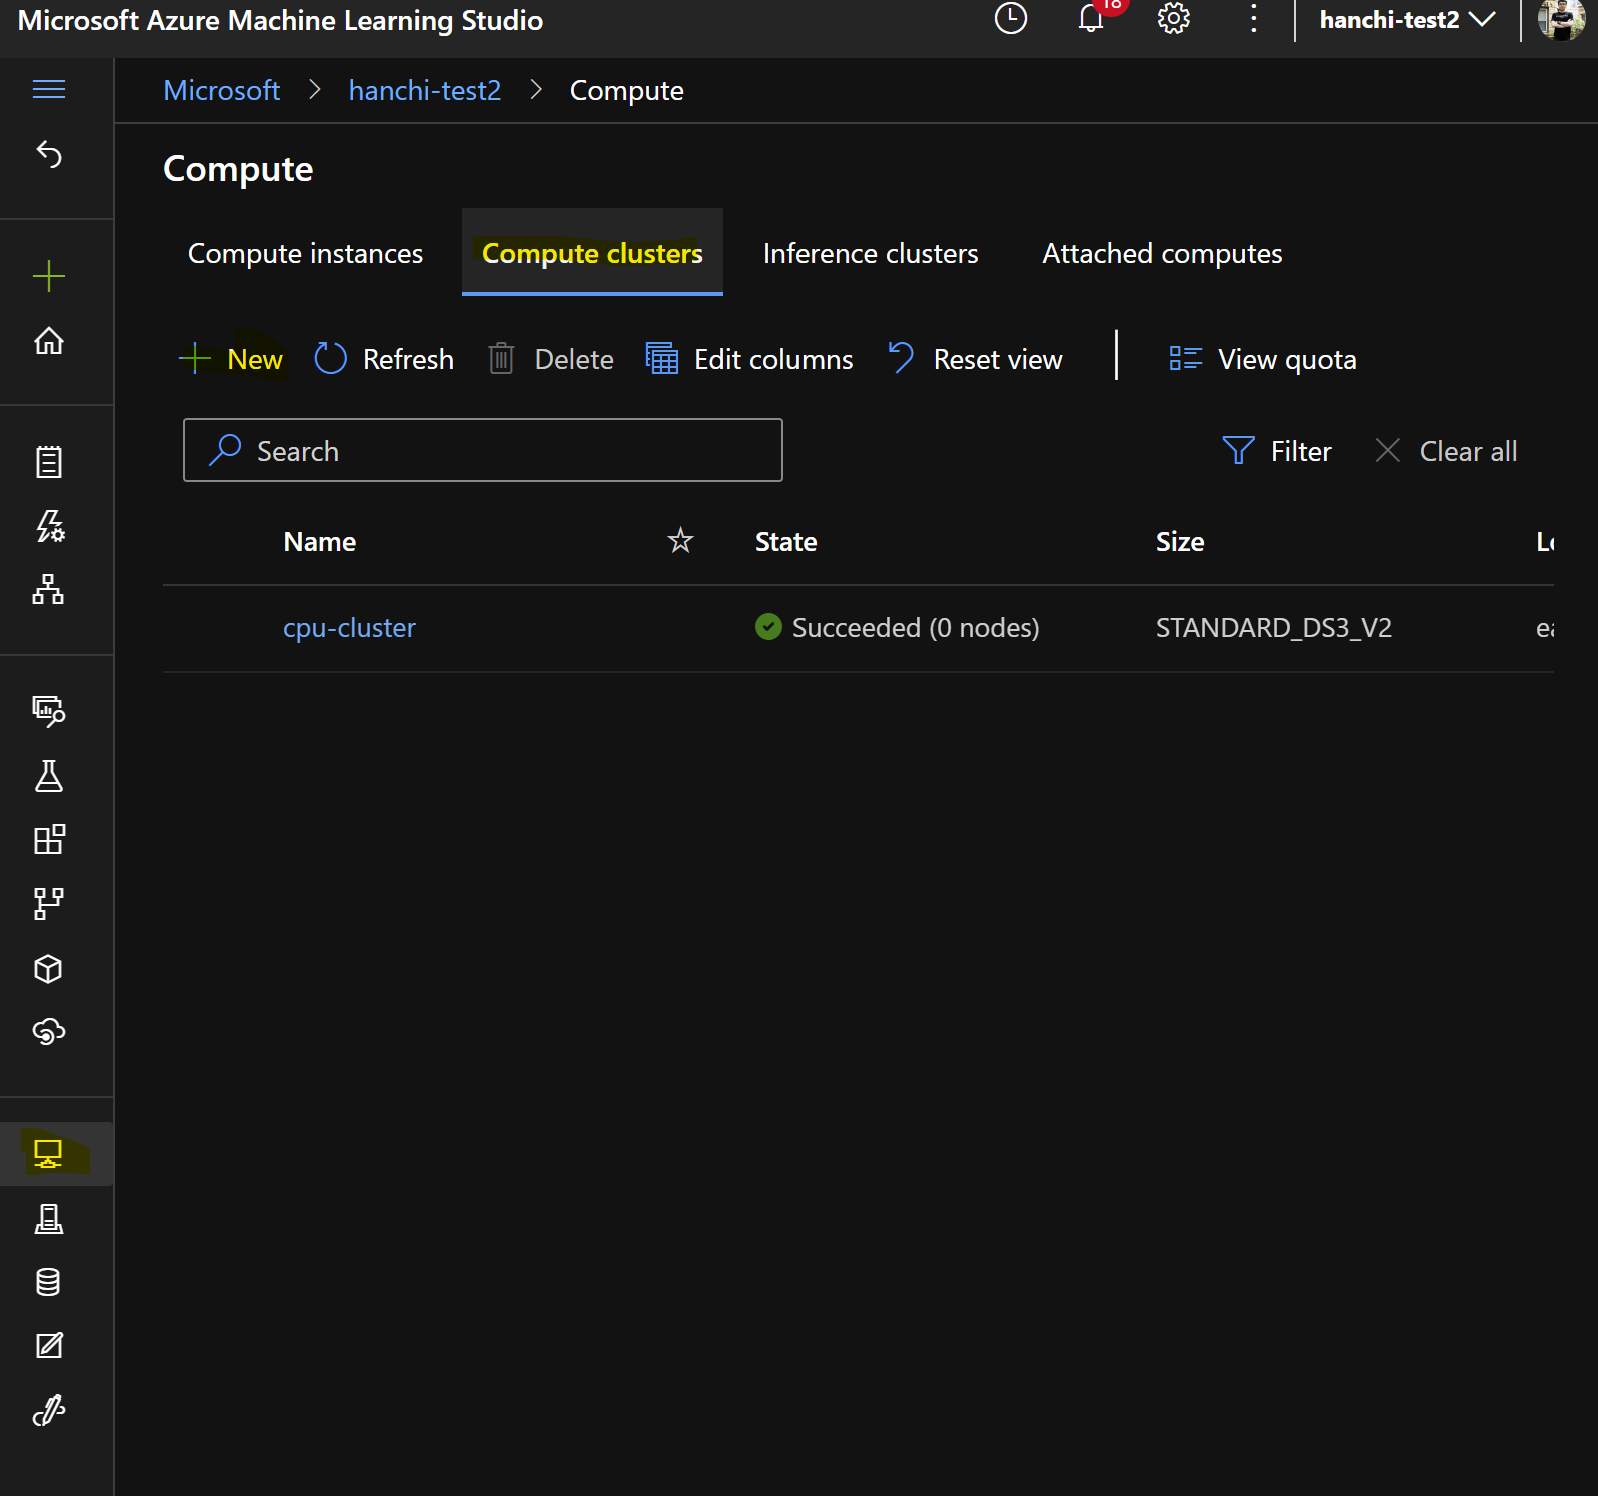 Microsoft Azure Machine Learning Studio
18
hanchi-test2
Microsoft > hanchi-test2 > Compute
Compute
Compute instances Compute clusters Inference clusters Attached computes
New Refresh Delete Edit columns Reset view View quota
Search Filter Clear all
Name State Size
cpu-cluster Succeeded (0 nodes) STANDARD_DS3_V2